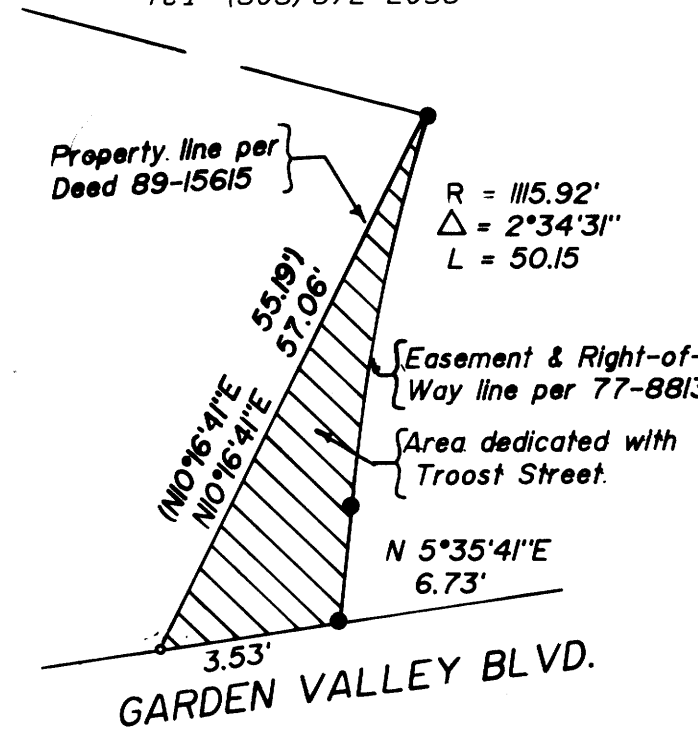 Property line per
Deed 89-15615
R = 1115.92'
Δ = 2°34'31"
L = 50.15
55.19')
57.06'
(N10°16'41"E
N10°16'41"E
Easement & Right-of-
Way line per 77-8813
Area dedicated with
Troost Street.
N 5°35'41"E
6.73'
3.53'
GARDEN VALLEY BLVD.